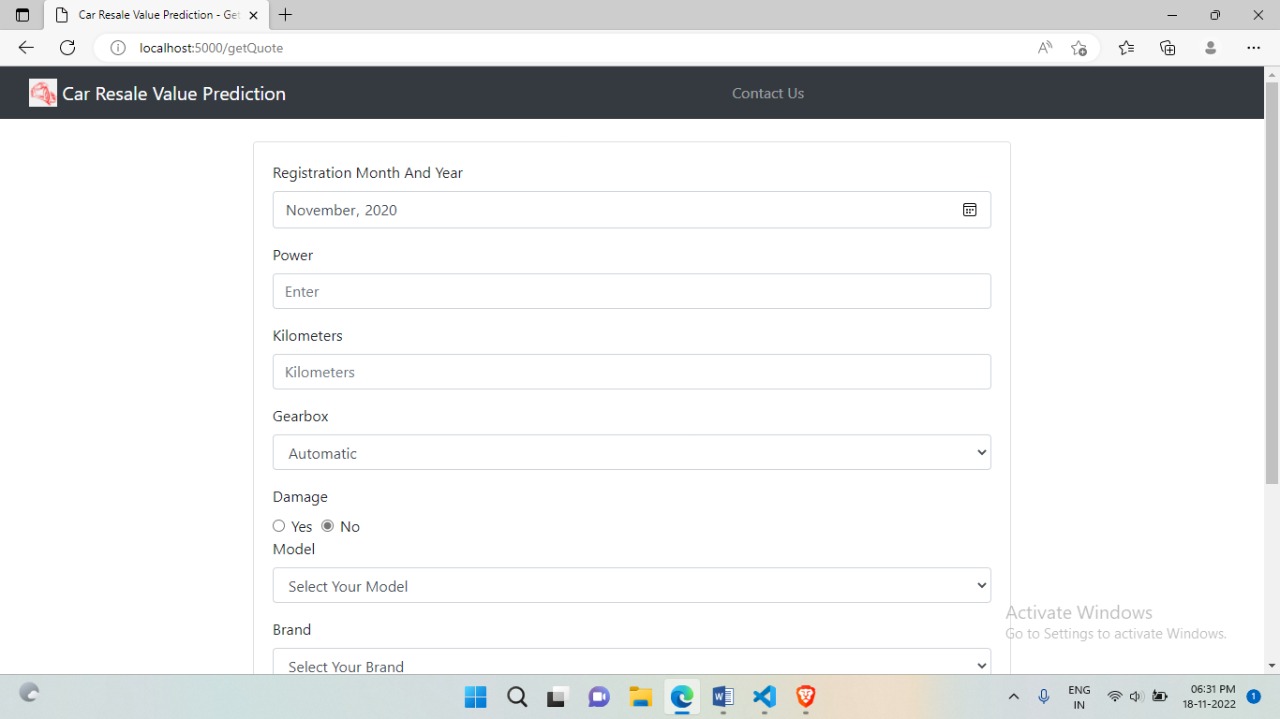 Car Resale Value Prediction - Get
localhost:5000/getQuote
Car Resale Value Prediction
Contact Us
Registration Month And Year
November, 2020
Power
Enter
Kilometers
Kilometers
Gearbox
Automatic
Damage
Yes No
Model
Select Your Model
Brand
Select Your Brand
Activate Windows
Go to Settings to activate Windows.
ENG
IN
06:31 PM
18-11-2022
1